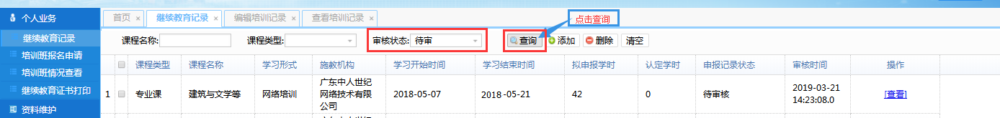 个人业务
继续教育记录
培训班报名申请
培训班情况查看
继续教育证书打印
资料维护
首页 × 继续教育记录 × 编辑培训记录 × 查看培训记录 ×
点击查询
课程名称: 课程类型: 审核状态: 待审 查询 添加 删除 清空
课程类型 课程名称 学习形式 施教机构 学习开始时间 学习结束时间 拟申报学时 认定学时 申报记录状态 审核时间 操作
1 专业课 建筑与文学等 网络培训
广东中人世纪
网络技术有限
公司
2018-05-07 2018-05-21 42 0 待审核
2019-03-21
14:23:08.0
[查看]